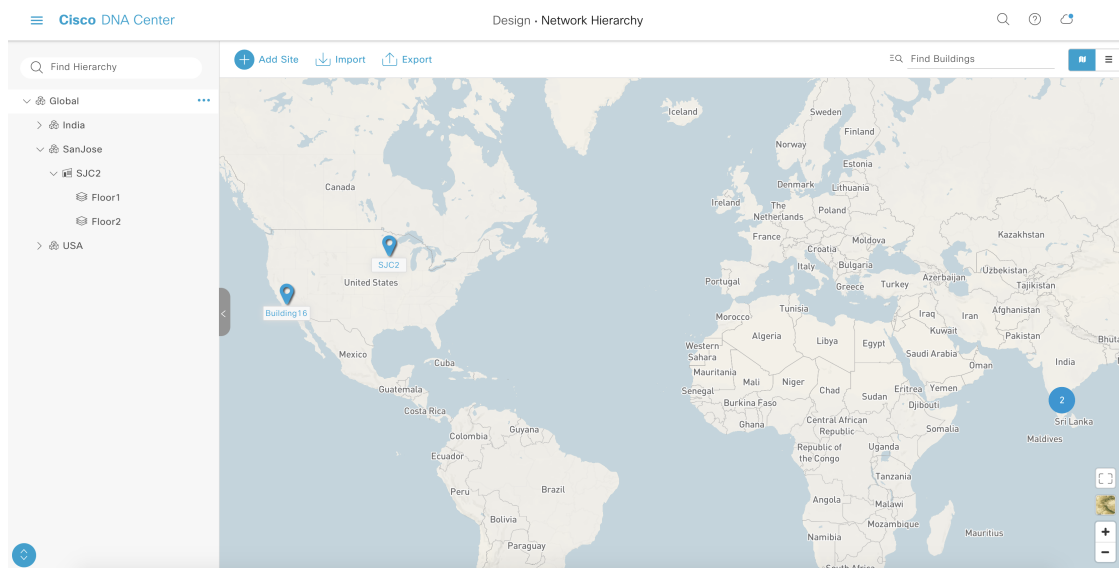 Cisco DNA Center
Design · Network Hierarchy
Find Hierarchy
Add Site
Import
Export
Find Buildings
Global
India
SanJose
SJC2
Floor1
Floor2
USA
Iceland
Sweden
Finland
Norway
Estonia
Canada
Denmark
Lithuania
Ireland
The
Netherlands
Poland
France
Kazakhstan
Croatia
Moldova
SJC2
Italy
Bulgaria
Uzbekistan
United States
Portugal
Greece
Turkey
Azerbaijan
Tajikistan
Building16
Tunisia
Morocco
Iraq
Iran
Afghanistan
Kuwait
Algeria
Libya
Egypt
Pakistan
Bhuta
Western
Sahara
Mexico
Cuba
Saudi Arabia
Oman
India
Mauritania
Guatemala
Senegal
Mali
Niger
Chad
Sudan
Eritrea
Yemen
Burkina Faso
Djibouti
2
Costa Rica
Ghana
Central African
Republic
Somalia
Sri Lanka
Guyana
Colombia
Maldives
Republic of
the Congo
Uganda
Ecuador
Tanzania
Peru
Brazil
Angola
Malawi
Bolivia
Mozambique
Namibia
Mauritius
Paraguay
South Africa